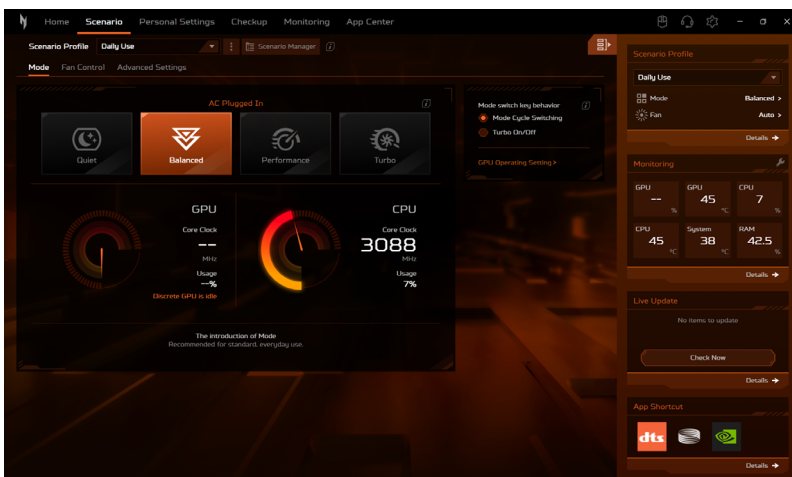 Home Scenario Personal Settings Checkup Monitoring App Center
Scenario Profile Daily Use Scenario Manager
Mode Fan Control Advanced Settings
AC Plugged In
Quiet Balanced Performance Turbo
GPU
Core Clock
--
MHz
Usage
--%
Discrete GPU is idle
CPU
Core Clock
3088
MHz
Usage
7%
The introduction of Mode
Recommended for standard, everyday use.
Mode switch key behavior
Mode Cycle Switching
Turbo On/Off
GPU Operating Setting >
Scenario Profile
Daily Use
Mode Balanced >
Fan Auto >
Details →
Monitoring
GPU GPU CPU
-- 45 7
% °C %
CPU System RAM
45 38 42.5
°C °C %
Details →
Live Update
No items to update
Check Now
Details →
App Shortcut
dts
Details →